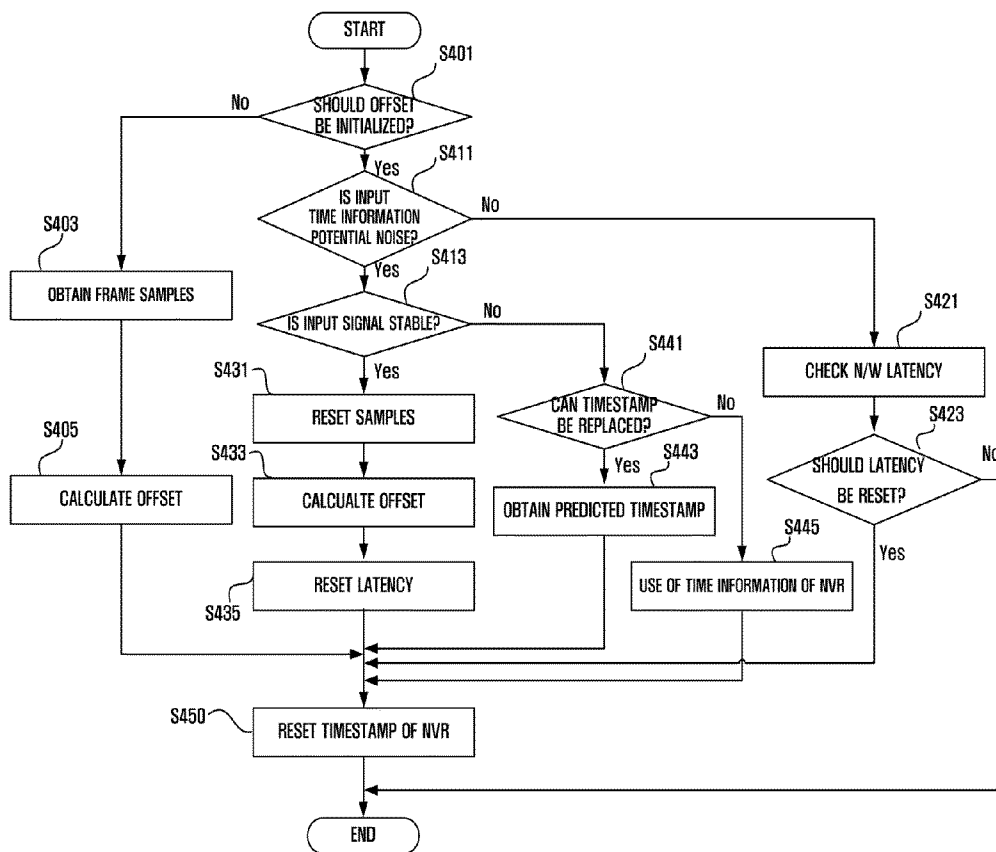 START
S401
No
SHOULD OFFSET
BE INITIALIZED?
Yes
S411
IS INPUT
TIME INFORMATION
POTENTIAL NOISE?
No
S403
Yes
S413
OBTAIN FRAME SAMPLES
IS INPUT SIGNAL STABLE?
No
S421
S441
CHECK N/W LATENCY
Yes
S431
RESET SAMPLES
CAN TIMESTAMP
BE REPLACED?
No
S423
S405
S433
Yes
S443
SHOULD LATENCY
BE RESET?
No
CALCULATE OFFSET
CALCUALTE OFFSET
OBTAIN PREDICTED TIMESTAMP
Yes
S445
RESET LATENCY
S435
USE OF TIME INFORMATION OF NVR
S450
RESET TIMESTAMP OF NVR
END